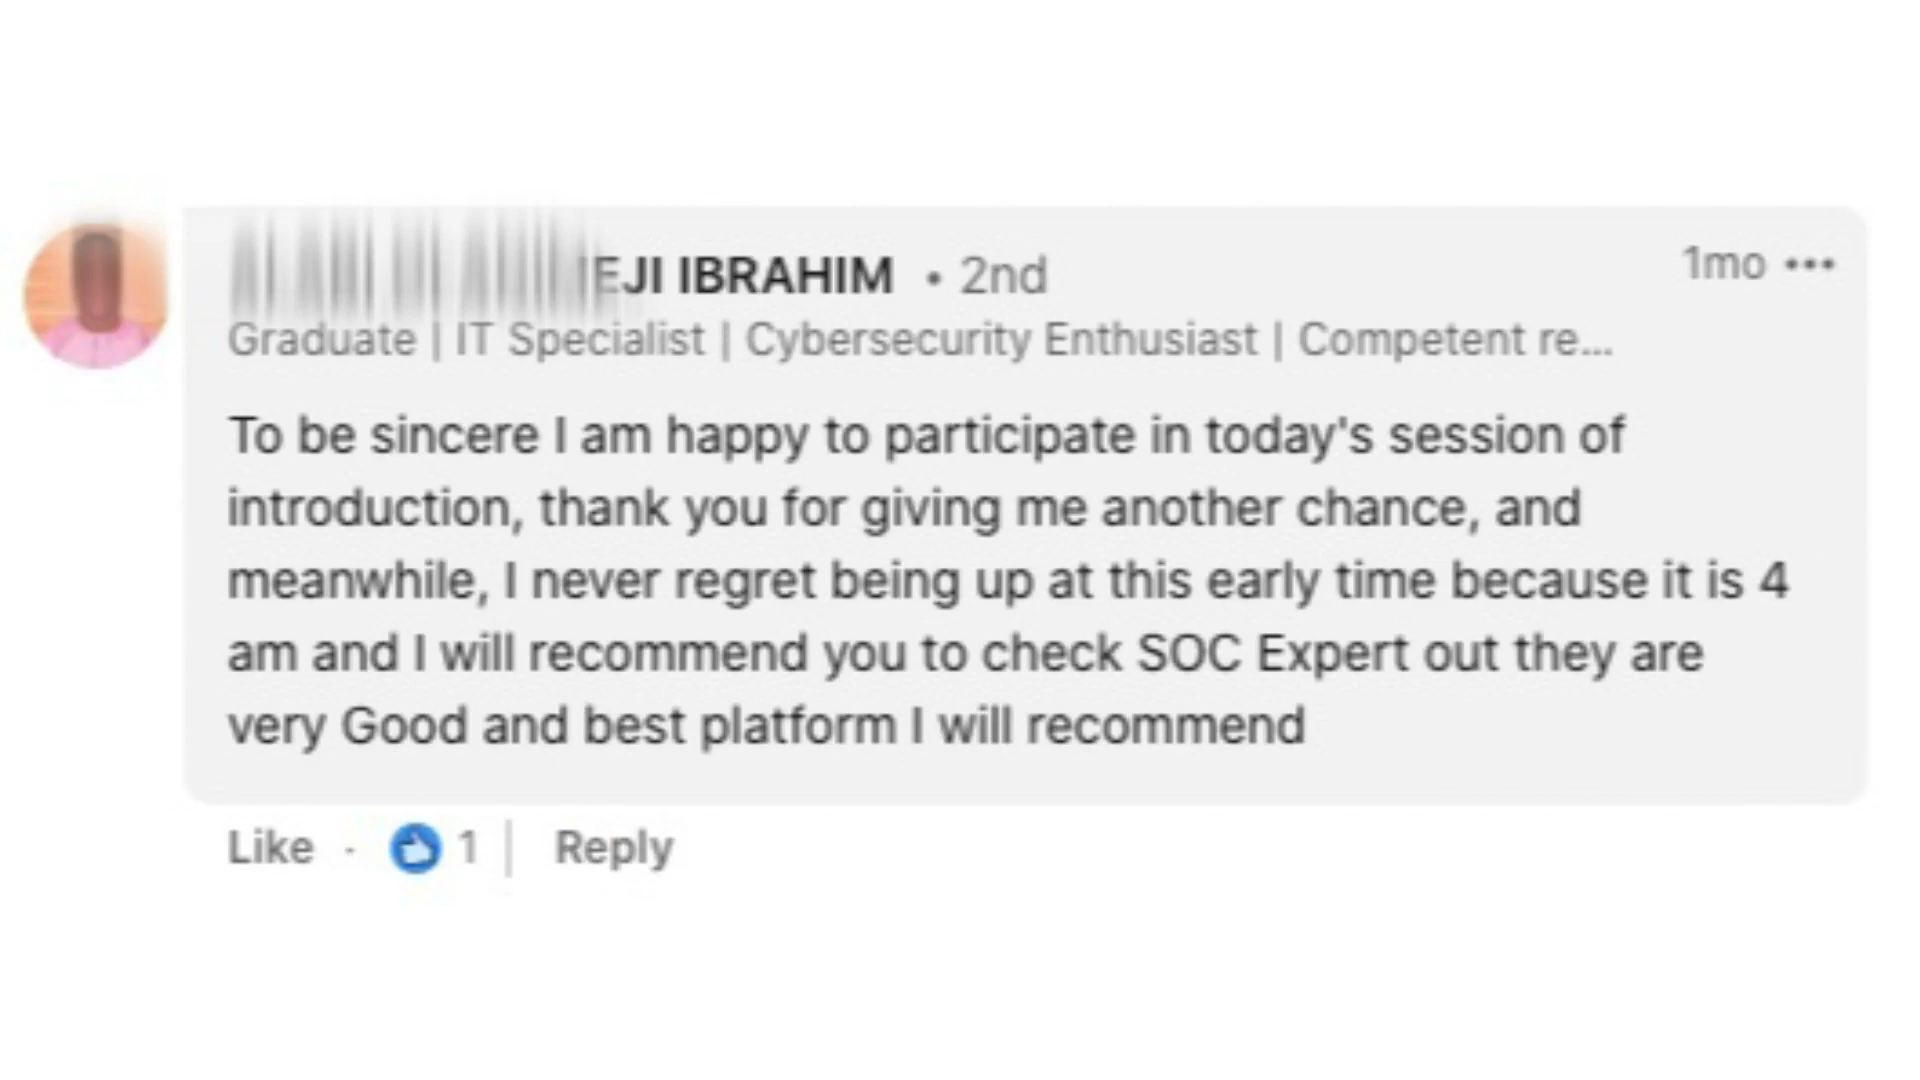 IBRAHIM • 2nd
1mo •••
Graduate | IT Specialist | Cybersecurity Enthusiast | Competent re...
To be sincere I am happy to participate in today's session of
introduction, thank you for giving me another chance, and
meanwhile, I never regret being up at this early time because it is 4
am and I will recommend you to check SOC Expert out they are
very Good and best platform I will recommend
Like · 1 | Reply